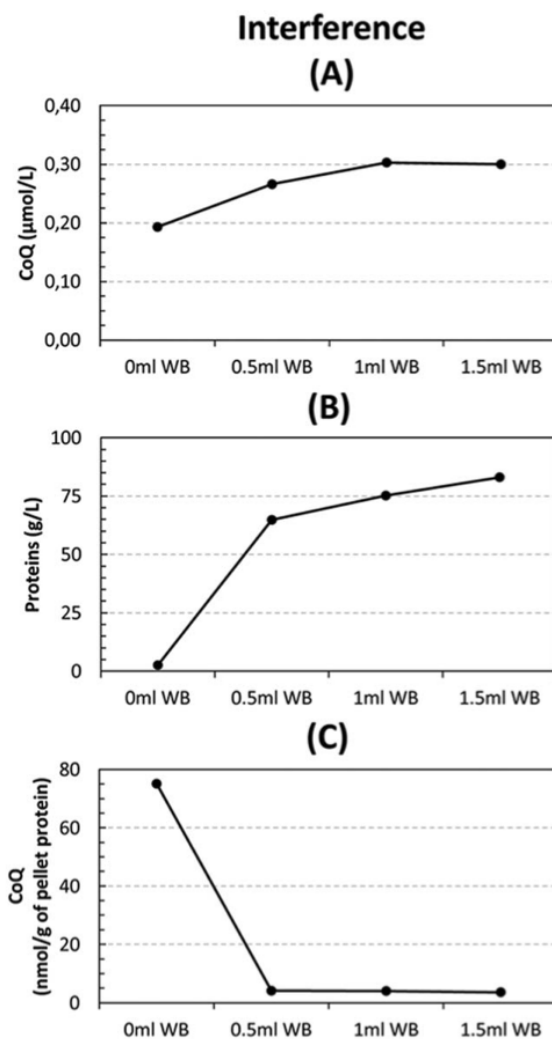 Interference
(A)
0,40
0,30
0,20
0,10
0,00
CoQ (µmol/L)
0ml WB 0.5ml WB 1ml WB 1.5ml WB
(B)
100
75
50
25
0
Proteins (g/L)
0ml WB 0.5ml WB 1ml WB 1.5ml WB
(C)
80
60
40
20
0
CoQ
(nmol/g of pellet protein)
0ml WB 0.5ml WB 1ml WB 1.5ml WB